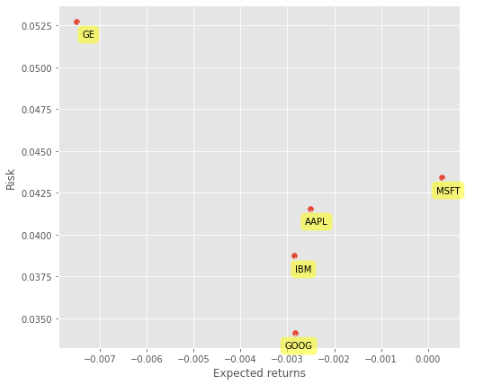 0.0525
GE
0.0500
0.0475
0.0450
0.0425
MSFT
AAPL
0.0400
IBM
0.0375
0.0350
GOOG
−0.007 −0.006 −0.005 −0.004 −0.003 −0.002 −0.001 0.000
Expected returns
Risk